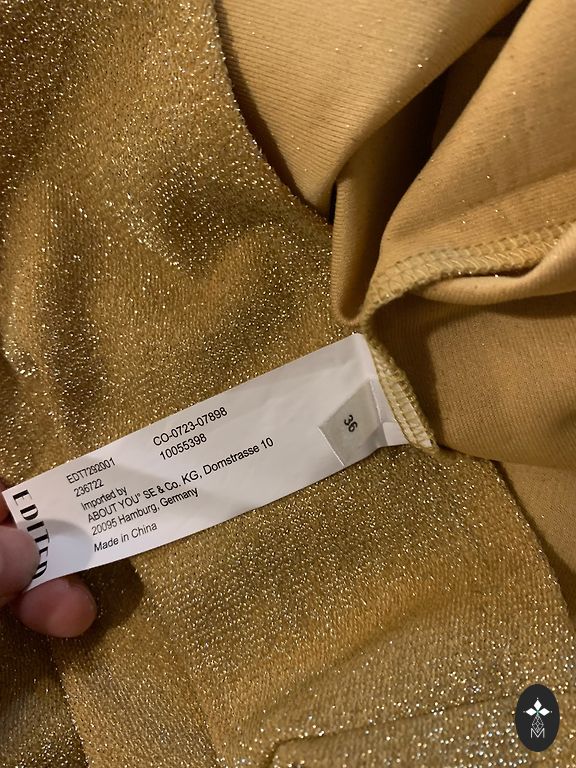 EDITED
EDT7292001
236722
CO-0723-07898
10055398
Imported by
ABOUT YOU° SE & Co. KG, Domstrasse 10
20095 Hamburg, Germany
Made in China
36
M